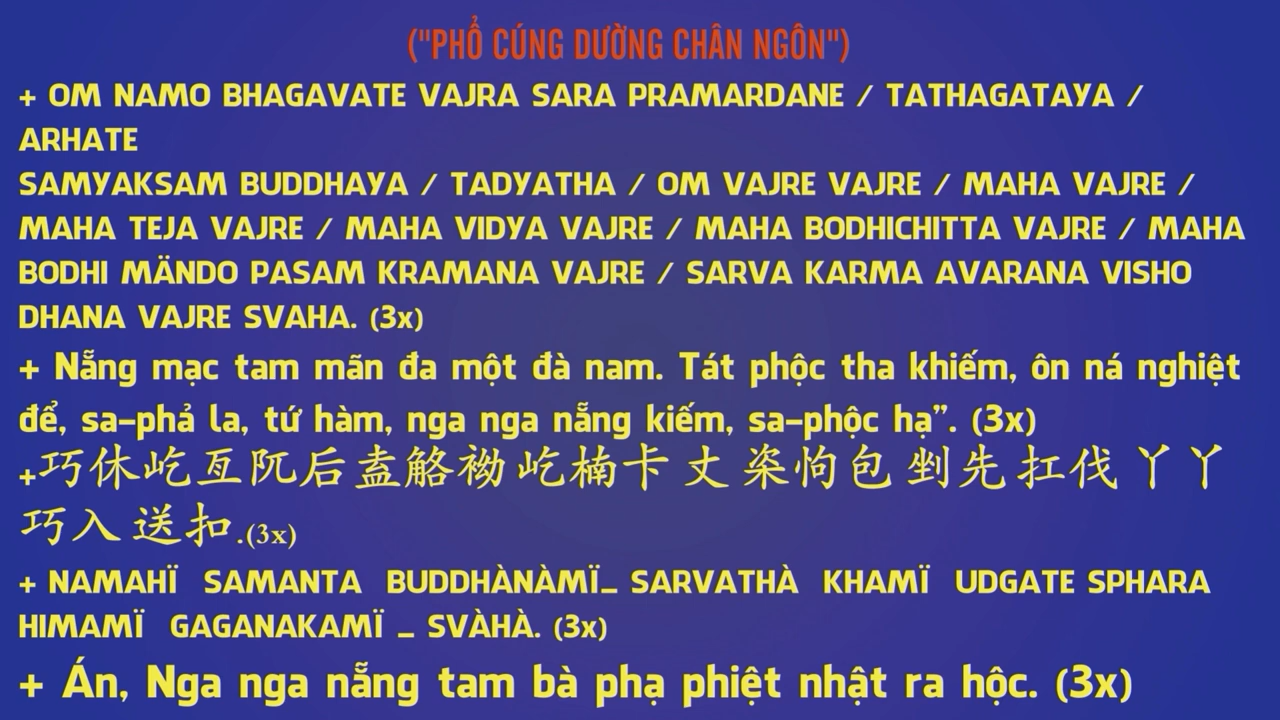 ("PHỔ CÚNG DƯỜNG CHÂN NGÔN")
+ OM NAMO BHAGAVATE VAJRA SARA PRAMARDANE / TATHAGATAYA /
ARHATE
SAMYAKSAM BUDDHAYA / TADYATHA / OM VAJRE VAJRE / MAHA VAJRE /
MAHA TEJA VAJRE / MAHA VIDYA VAJRE / MAHA BODHICHITTA VAJRE / MAHA
BODHI MÄNDO PASAM KRAMANA VAJRE / SARVA KARMA AVARANA VISHO
DHANA VAJRE SVAHA. (3x)
+ Nẵng mạc tam mãn đa một đà nam. Tát phộc tha khiếm, ôn ná nghiệt
để, sa-phả la, tứ hàm, nga nga nẵng kiếm, sa-phộc hạ”. (3x)
+巧休屹亙阢后盍觡袎屹楠卡丈栥怐包剉先扛伐丫丫
巧入送扣.(3x)
+ NAMAHÏ SAMANTA BUDDHÀNÀMÏ_ SARVATHÀ KHAMÏ UDGATE SPHARA
HIMAMÏ GAGANAKAMÏ _ SVÀHÀ. (3x)
+ Án, Nga nga nẵng tam bà phạ phiệt nhật ra hộc. (3x)